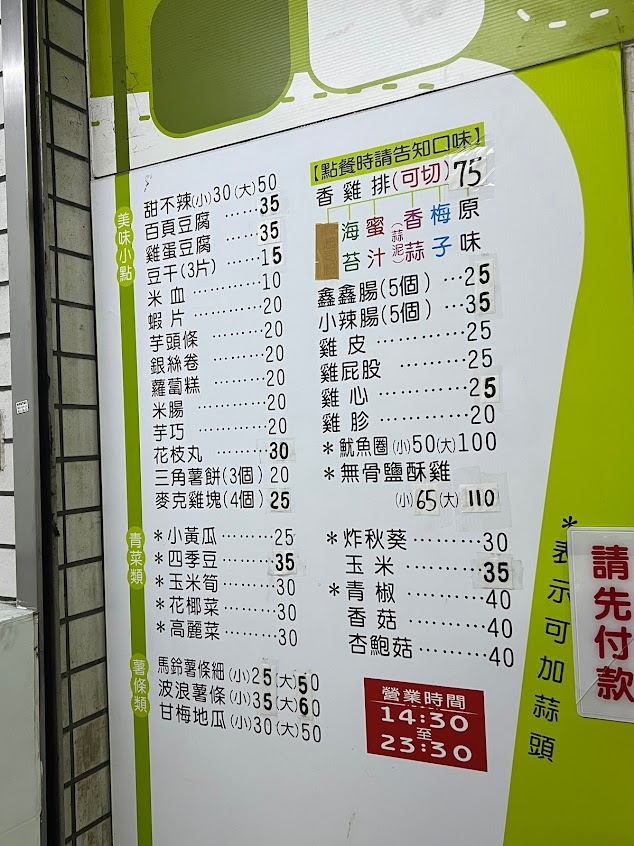 美味小點
甜不辣(小)30(大)50
百頁豆腐……35
雞蛋豆腐……35
豆干(3片)……15
米血…………10
蝦片…………20
芋頭條………20
銀絲卷………20
蘿蔔糕………20
米腸…………20
芋巧…………20
花枝丸………30
三角薯餅(3個)20
麥克雞塊(4個)25
青菜類
*小黃瓜………25
*四季豆………35
*玉米筍………30
*花椰菜………30
*高麗菜………30
薯條類
馬鈴薯條細(小)25(大)50
波浪薯條(小)35(大)60
甘梅地瓜(小)30(大)50
【點餐時請告知口味】
香雞排(可切)75
海苔
蜜汁
香蒜(蒜泥)
梅子
原味
鑫鑫腸(5個)…25
小辣腸(5個)…35
雞皮…………25
雞屁股………25
雞心…………25
雞胗…………20
*魷魚圈(小)50(大)100
*無骨鹽酥雞
(小)65(大)110
*炸秋葵………30
玉米…………35
*青椒…………40
香菇…………40
杏鮑菇………40
營業時間
14:30
至
23:30
*表示可加蒜頭
請先付款